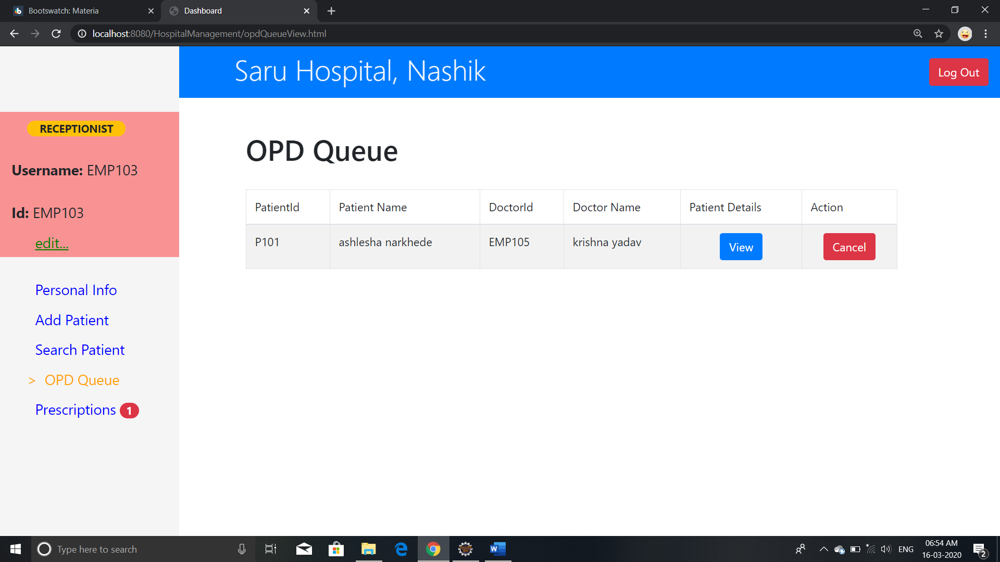 Bootswatch: Materia
Dashboard
localhost:8080/HospitalManagement/opdQueueView.html
Saru Hospital, Nashik
Log Out
RECEPTIONIST
Username: EMP103
Id: EMP103
edit...
Personal Info
Add Patient
Search Patient
> OPD Queue
Prescriptions 1
OPD Queue
PatientId Patient Name DoctorId Doctor Name Patient Details Action
P101 ashlesha narkhede EMP105 krishna yadav View Cancel
Type here to search
ENG
06:54 AM
16-03-2020
2